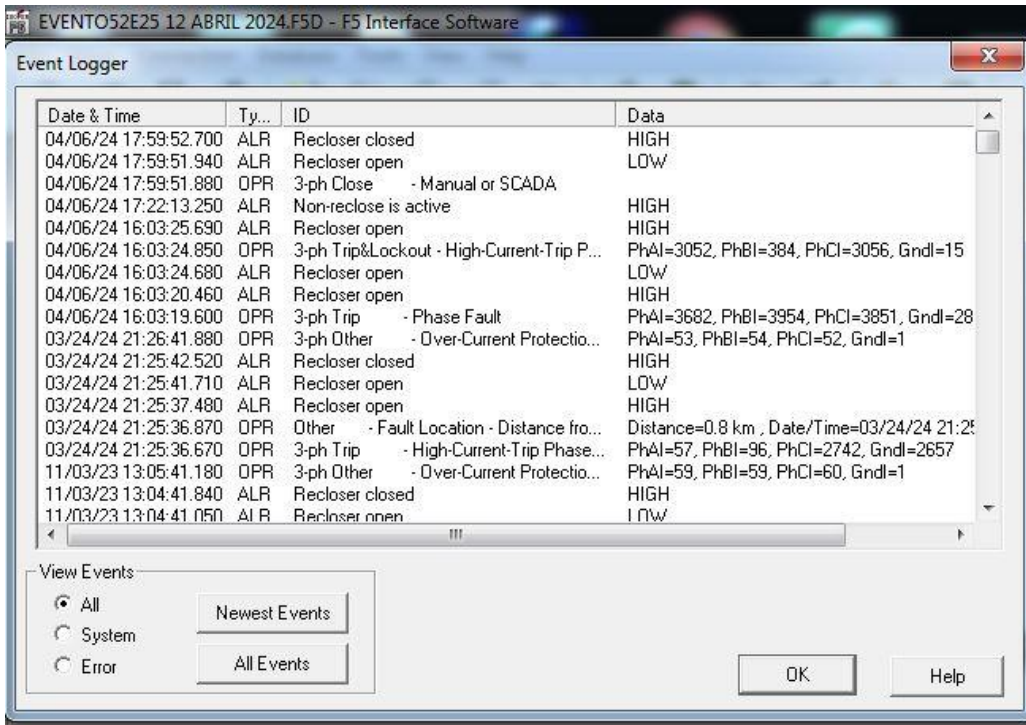 EVENTO52E25 12 ABRIL 2024.F5D - F5 Interface Software
Event Logger
Date & Time Ty... ID Data
04/06/24 17:59:52.700 ALR Recloser closed HIGH
04/06/24 17:59:51.940 ALR Recloser open LOW
04/06/24 17:59:51.880 OPR 3-ph Close - Manual or SCADA
04/06/24 17:22:13.250 ALR Non-reclose is active HIGH
04/06/24 16:03:25.690 ALR Recloser open HIGH
04/06/24 16:03:24.850 OPR 3-ph Trip&Lockout - High-Current-Trip P... PhAI=3052, PhBI=384, PhCI=3056, GndI=15
04/06/24 16:03:24.680 ALR Recloser open LOW
04/06/24 16:03:20.460 ALR Recloser open HIGH
04/06/24 16:03:19.600 OPR 3-ph Trip - Phase Fault PhAI=3682, PhBI=3954, PhCI=3851, GndI=28
03/24/24 21:26:41.880 OPR 3-ph Other - Over-Current Protectio... PhAI=53, PhBI=54, PhCI=52, GndI=1
03/24/24 21:25:42.520 ALR Recloser closed HIGH
03/24/24 21:25:41.710 ALR Recloser open LOW
03/24/24 21:25:37.480 ALR Recloser open HIGH
03/24/24 21:25:36.870 OPR Other - Fault Location - Distance fro... Distance=0.8 km , Date/Time=03/24/24 21:25
03/24/24 21:25:36.670 OPR 3-ph Trip - High-Current-Trip Phase... PhAI=57, PhBI=96, PhCI=2742, GndI=2657
11/03/23 13:05:41.180 OPR 3-ph Other - Over-Current Protectio... PhAI=59, PhBI=59, PhCI=60, GndI=1
11/03/23 13:04:41.840 ALR Recloser closed HIGH
11/03/23 13:04:41.050 ALR Recloser open LOW
View Events
All
System
Error
Newest Events
All Events
OK
Help